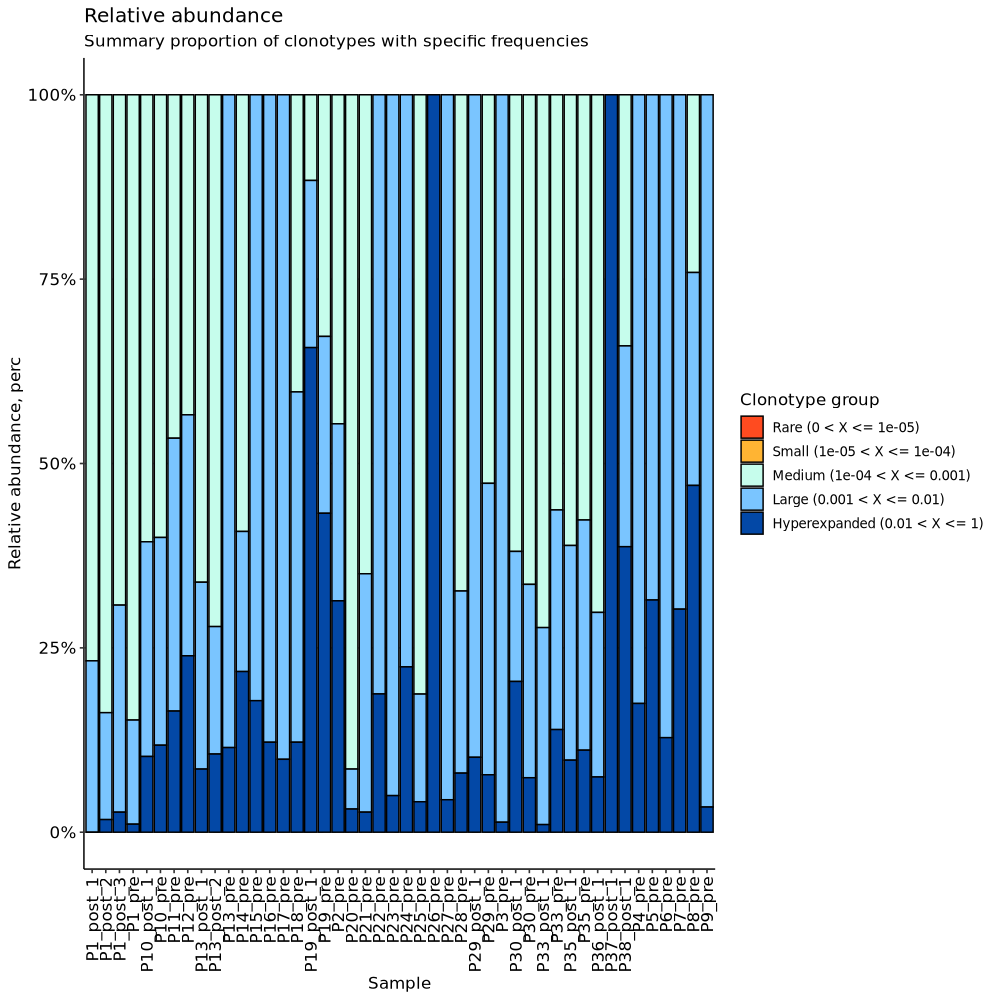 Relative abundance
Summary proportion of clonotypes with specific frequencies
Relative abundance, perc
100%
75%
50%
25%
0%
P1_post_1
P1_post_2
P1_post_3
P1_pre
P10_post_1
P10_pre
P11_pre
P12_pre
P13_post_1
P13_post_2
P13_pre
P14_pre
P15_pre
P16_pre
P17_pre
P18_pre
P19_post_1
P19_pre
P2_pre
P20_pre
P21_pre
P22_pre
P23_pre
P24_pre
P25_pre
P26_pre
P27_pre
P28_pre
P29_post_1
P29_pre
P3_pre
P30_post_1
P30_pre
P33_post_1
P33_pre
P35_post_1
P35_pre
P36_post_1
P37_post_1
P38_post_1
P4_pre
P5_pre
P6_pre
P7_pre
P8_pre
P9_pre
Sample
Clonotype group
Rare (0 < X <= 1e-05)
Small (1e-05 < X <= 1e-04)
Medium (1e-04 < X <= 0.001)
Large (0.001 < X <= 0.01)
Hyperexpanded (0.01 < X <= 1)